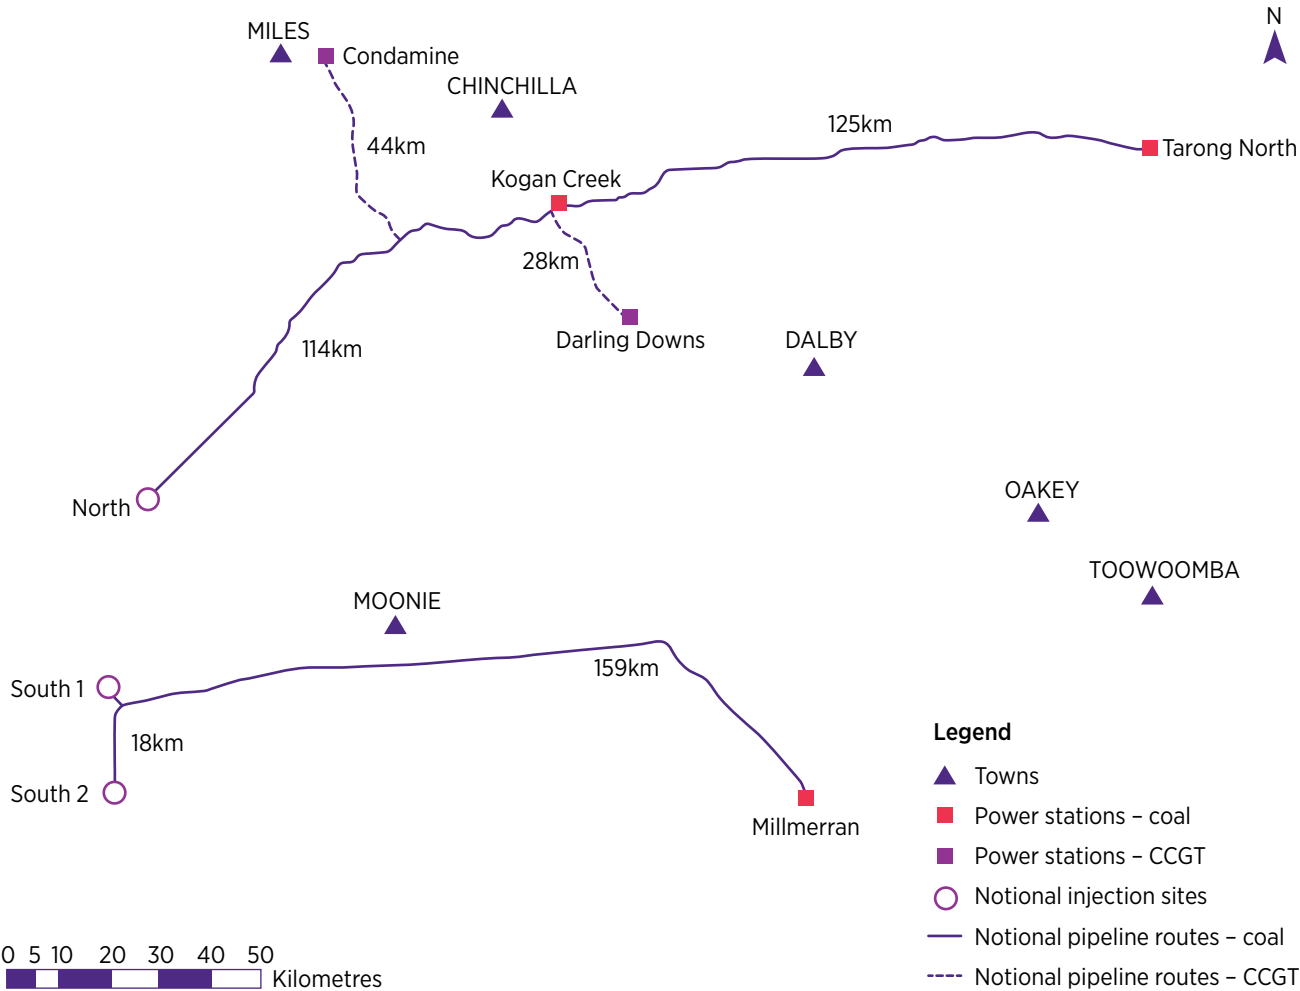 N
MILES
Condamine
CHINCHILLA
125km
44km
Tarong North
Kogan Creek
28km
Darling Downs
DALBY
114km
OAKEY
North
TOOWOOMBA
MOONIE
159km
South 1
18km
South 2
Millmerran
Legend
Towns
Power stations – coal
Power stations – CCGT
Notional injection sites
Notional pipeline routes – coal
Notional pipeline routes – CCGT
0 5 10 20 30 40 50
Kilometres